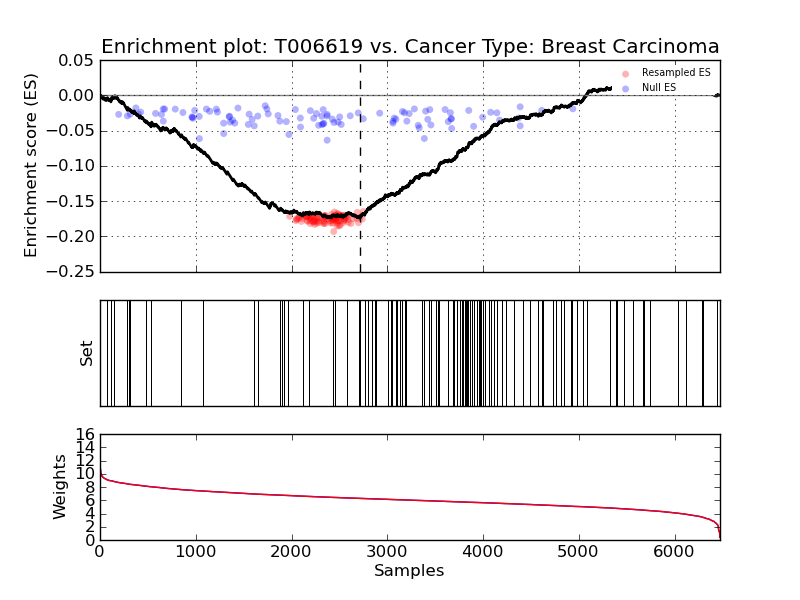 Enrichment plot: T006619 vs. Cancer Type: Breast Carcinoma
Enrichment score (ES)
0.05
0.00
−0.05
−0.10
−0.15
−0.20
−0.25
Resampled ES
Null ES
Set
Weights
16
14
12
10
8
6
4
2
0
0 1000 2000 3000 4000 5000 6000
Samples